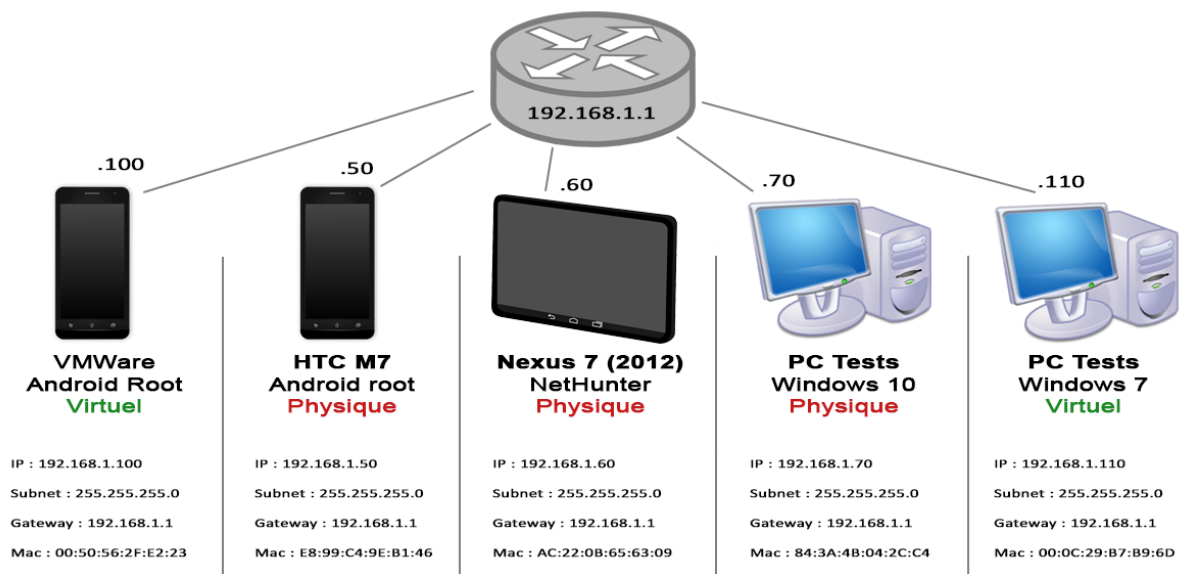 192.168.1.1
.100
.50
.60
.70
.110
VMWare
Android Root
Virtuel
IP : 192.168.1.100
Subnet : 255.255.255.0
Gateway : 192.168.1.1
Mac : 00:50:56:2F:E2:23
HTC M7
Android root
Physique
IP : 192.168.1.50
Subnet : 255.255.255.0
Gateway : 192.168.1.1
Mac : E8:99:C4:9E:B1:46
Nexus 7 (2012)
NetHunter
Physique
IP : 192.168.1.60
Subnet : 255.255.255.0
Gateway : 192.168.1.1
Mac : AC:22:0B:65:63:09
PC Tests
Windows 10
Physique
IP : 192.168.1.70
Subnet : 255.255.255.0
Gateway : 192.168.1.1
Mac : 84:3A:4B:04:2C:C4
PC Tests
Windows 7
Virtuel
IP : 192.168.1.110
Subnet : 255.255.255.0
Gateway : 192.168.1.1
Mac : 00:0C:29:B7:B9:6D